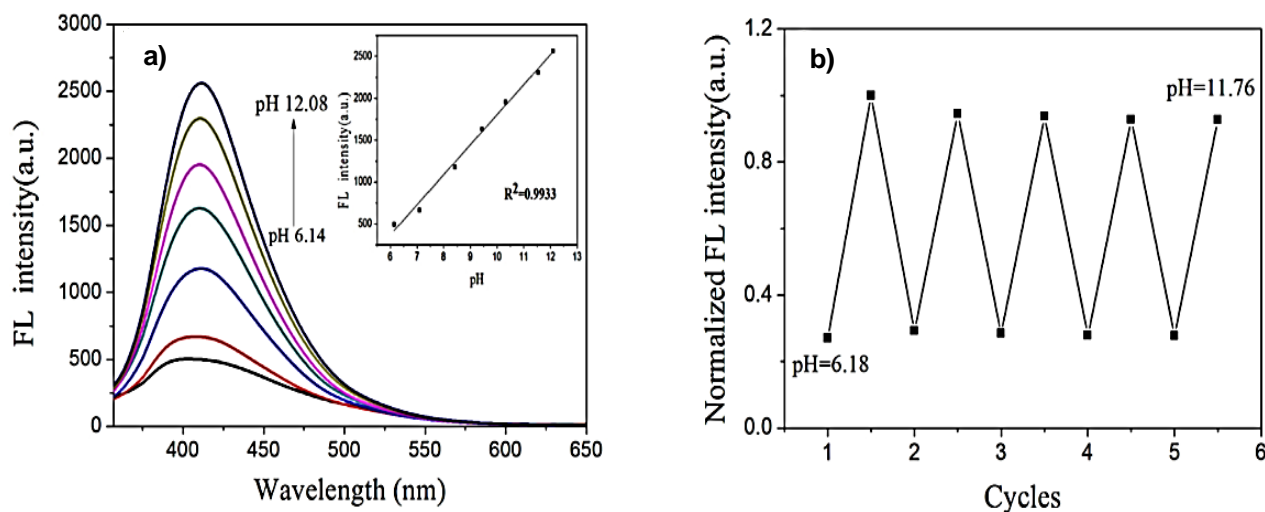 a)
FL intensity(a.u.)
3000
2500
2000
1500
1000
500
0
pH 12.08
pH 6.14
400
450
500
550
600
650
Wavelength (nm)
FL intensity(a.u.)
2500
2000
1500
1000
500
R²=0.9933
6
7
8
9
10
11
12
13
pH
b)
Normalized FL intensity(a.u.)
1.2
0.8
0.4
0.0
pH=11.76
pH=6.18
1
2
3
4
5
6
Cycles